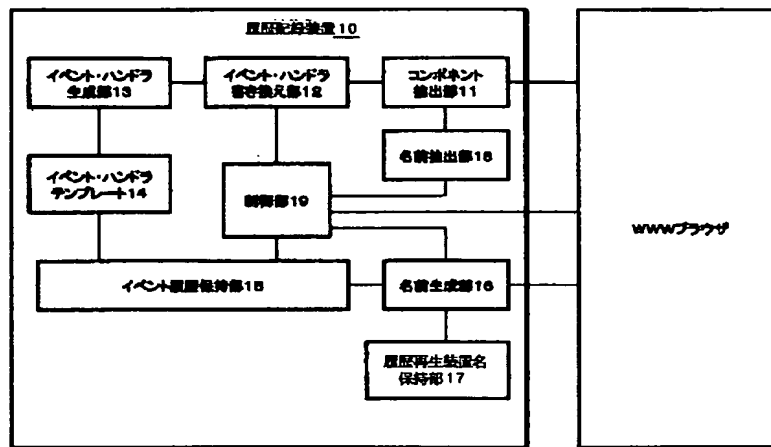 履歴記録装置10
イベント・ハンドラ
生成部13
イベント・ハンドラ
書き換え部12
コンポネント
抽出部11
名前抽出部18
イベント・ハンドラ
テンプレート14
制御部19
WWWブラウザ
イベント履歴保持部15
名前生成部16
履歴再生装置名
保持部17